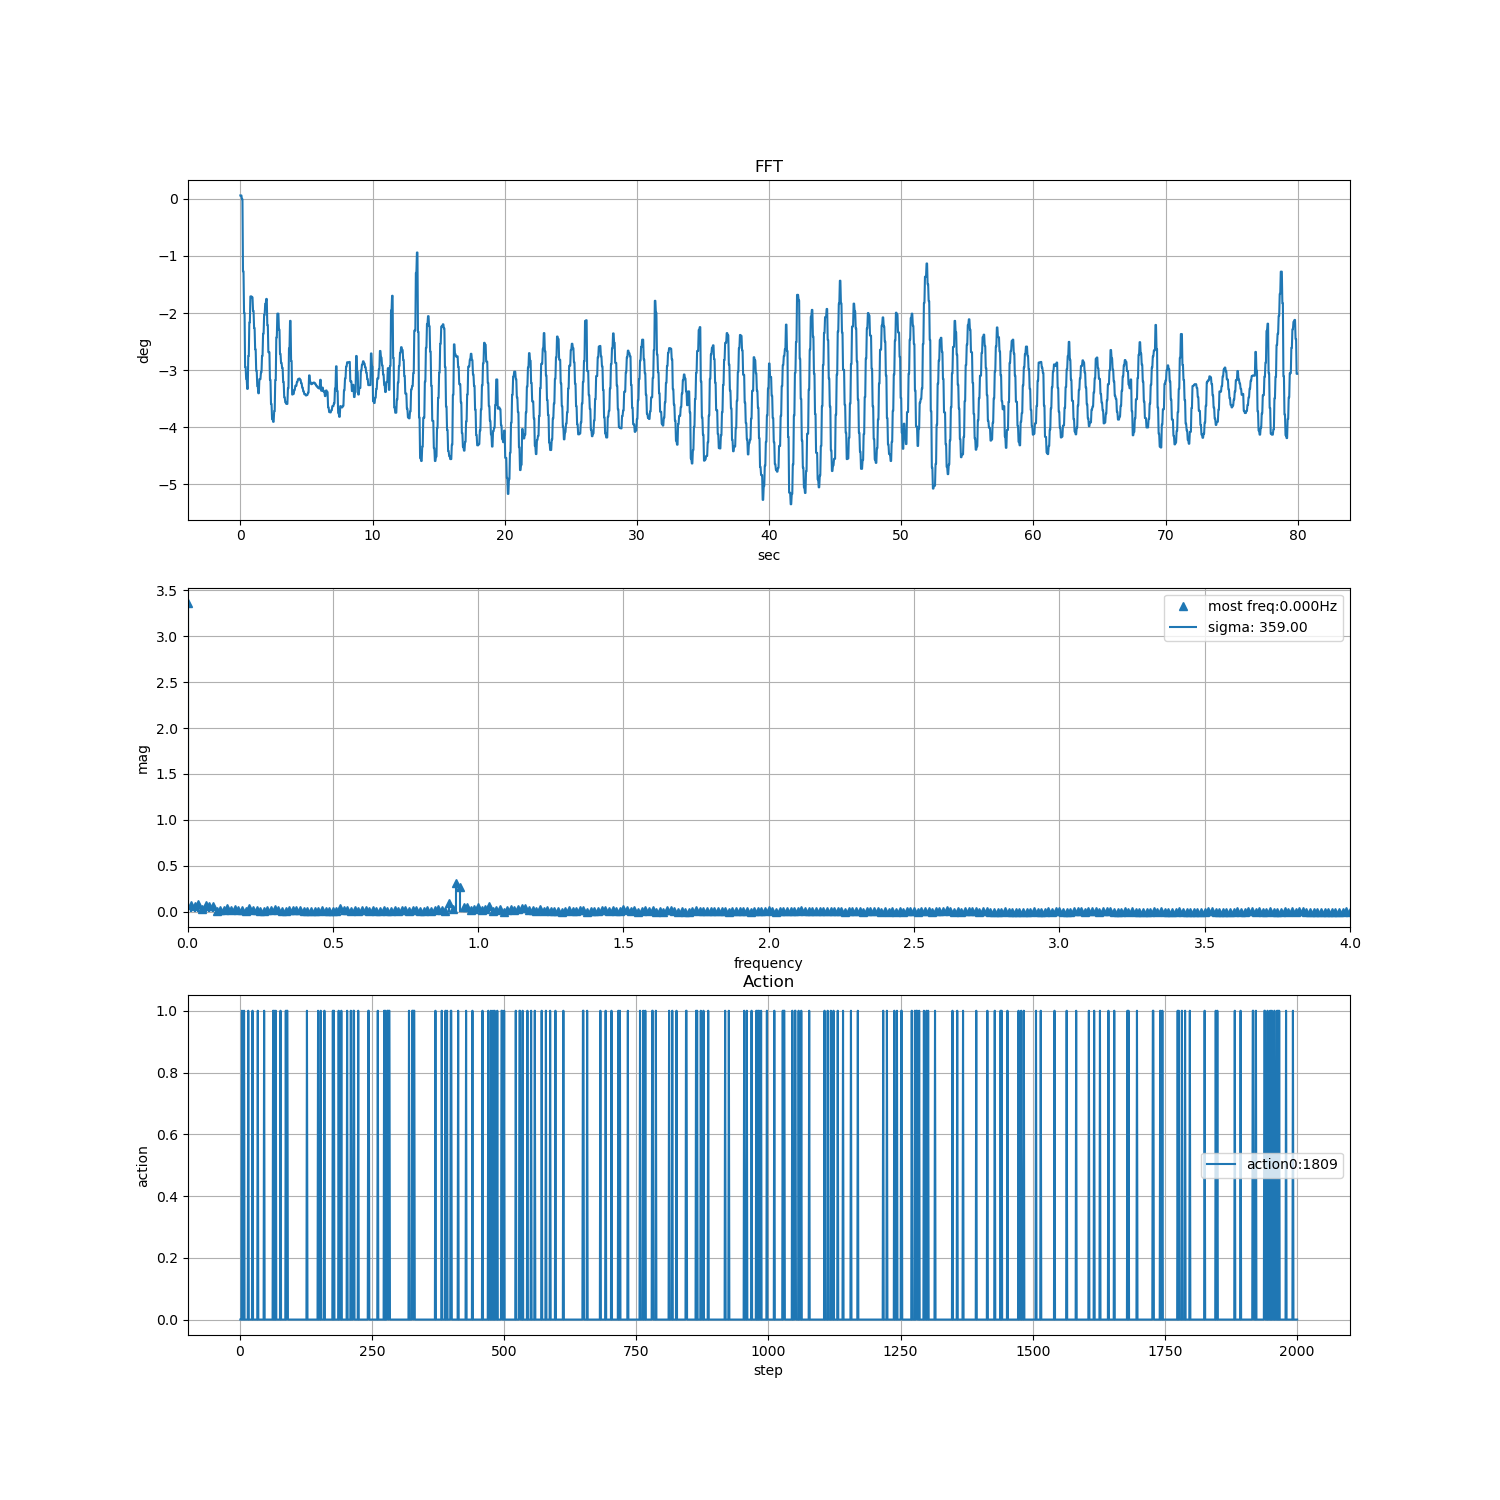 FFT
0
−1
−2
−3
−4
−5
deg
0 10 20 30 40 50 60 70 80
sec
3.5
3.0
2.5
2.0
1.5
1.0
0.5
0.0
mag
most freq:0.000Hz
sigma: 359.00
0.0 0.5 1.0 1.5 2.0 2.5 3.0 3.5 4.0
frequency
Action
1.0
0.8
0.6
0.4
0.2
0.0
action
action0:1809
0 250 500 750 1000 1250 1500 1750 2000
step